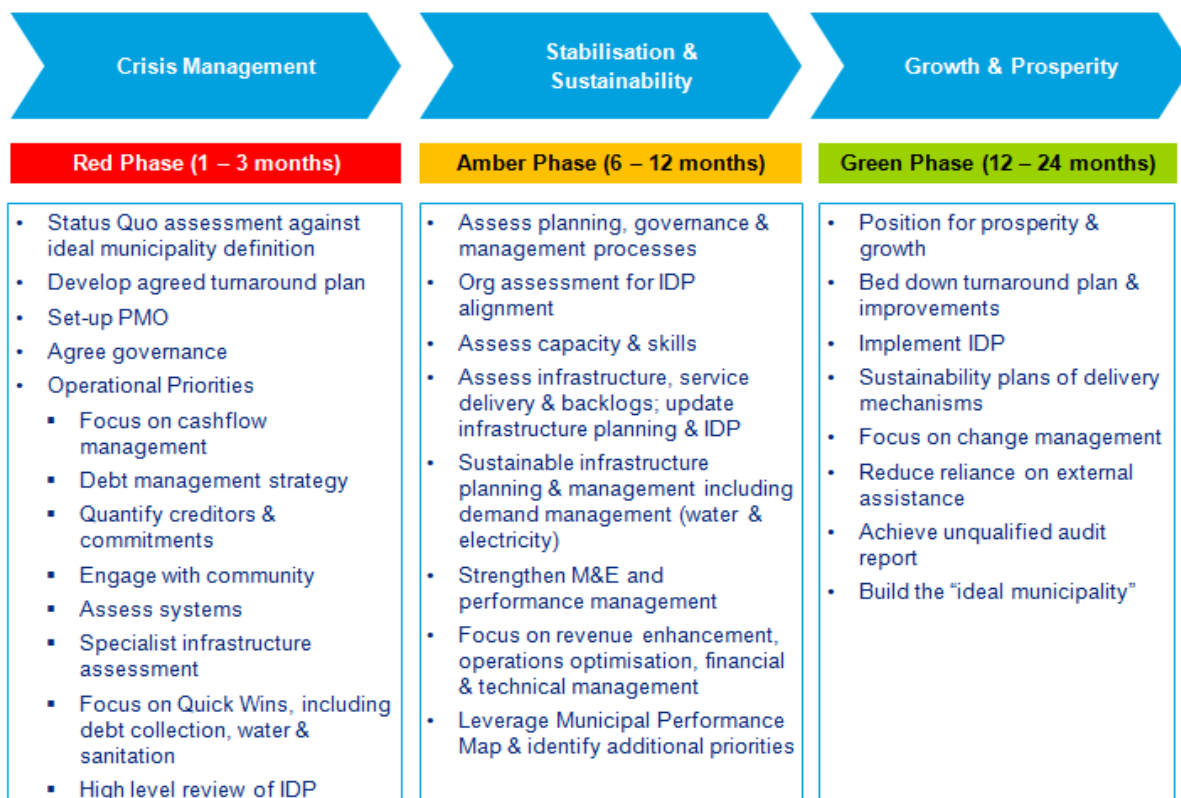 Crisis Management
Stabilisation &
Sustainability
Growth & Prosperity
Red Phase (1 – 3 months)
Amber Phase (6 – 12 months)
Green Phase (12 – 24 months)
• Status Quo assessment against
ideal municipality definition
• Develop agreed turnaround plan
• Set-up PMO
• Agree governance
• Operational Priorities
▪ Focus on cashflow
management
▪ Debt management strategy
▪ Quantify creditors &
commitments
▪ Engage with community
▪ Assess systems
▪ Specialist infrastructure
assessment
▪ Focus on Quick Wins, including
debt collection, water &
sanitation
▪ High level review of IDP
• Assess planning, governance &
management processes
• Org assessment for IDP
alignment
• Assess capacity & skills
• Assess infrastructure, service
delivery & backlogs; update
infrastructure planning & IDP
• Sustainable infrastructure
planning & management including
demand management (water &
electricity)
• Strengthen M&E and
performance management
• Focus on revenue enhancement,
operations optimisation, financial
& technical management
• Leverage Municipal Performance
Map & identify additional priorities
• Position for prosperity &
growth
• Bed down turnaround plan &
improvements
• Implement IDP
• Sustainability plans of delivery
mechanisms
• Focus on change management
• Reduce reliance on external
assistance
• Achieve unqualified audit
report
• Build the “ideal municipality”